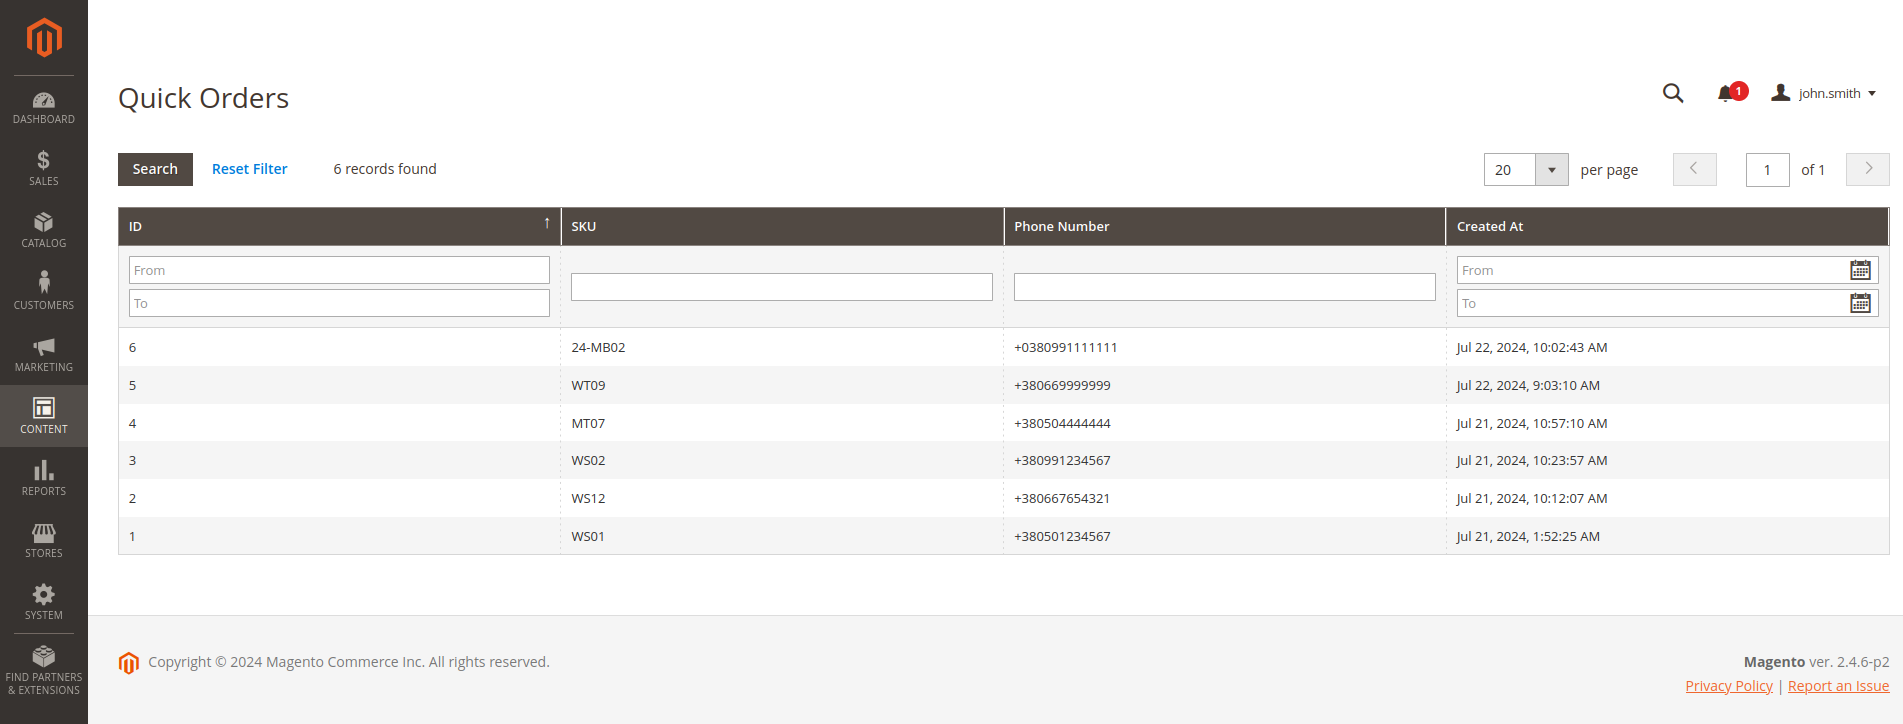 DASHBOARD
SALES
CATALOG
CUSTOMERS
MARKETING
CONTENT
REPORTS
STORES
SYSTEM
FIND PARTNERS
& EXTENSIONS
Quick Orders
1
john.smith
Search Reset Filter 6 records found
20 per page 1 of 1
ID ↑ SKU Phone Number Created At
From From
To To
6 24-MB02 +0380991111111 Jul 22, 2024, 10:02:43 AM
5 WT09 +380669999999 Jul 22, 2024, 9:03:10 AM
4 MT07 +380504444444 Jul 21, 2024, 10:57:10 AM
3 WS02 +380991234567 Jul 21, 2024, 10:23:57 AM
2 WS12 +380667654321 Jul 21, 2024, 10:12:07 AM
1 WS01 +380501234567 Jul 21, 2024, 1:52:25 AM
Copyright © 2024 Magento Commerce Inc. All rights reserved.
Magento ver. 2.4.6-p2
Privacy Policy | Report an Issue